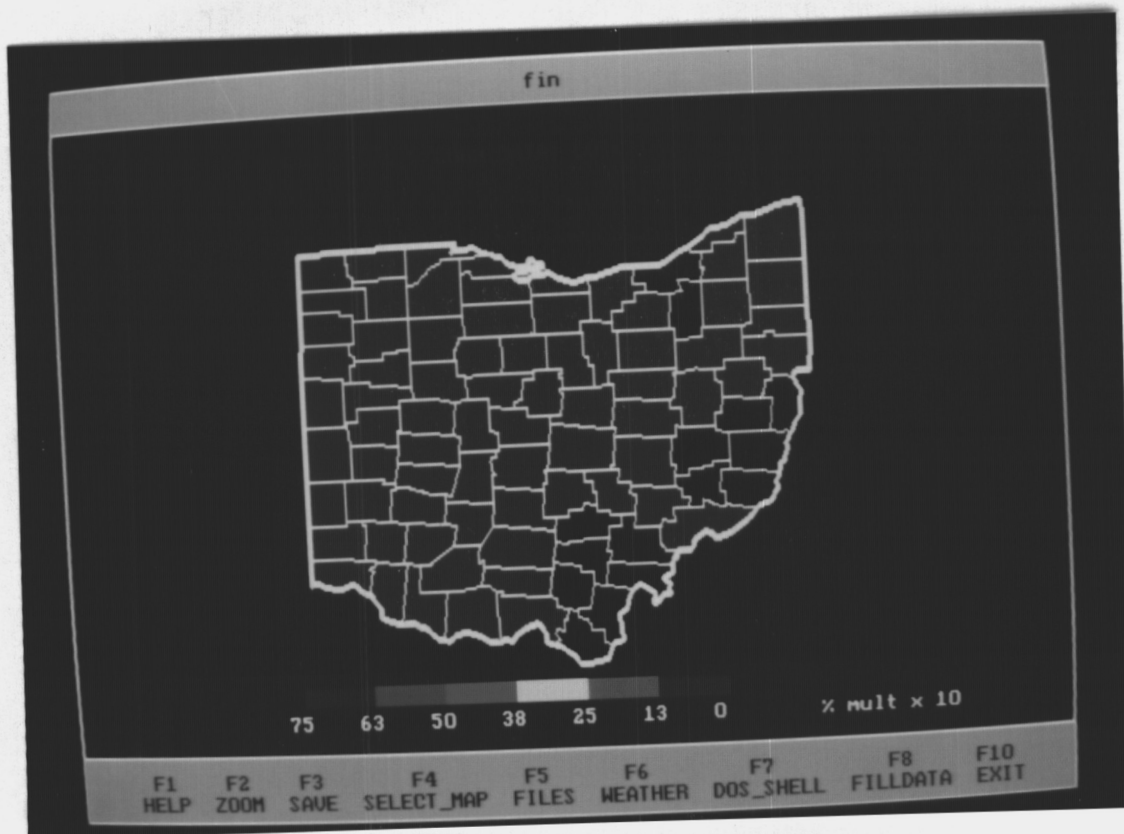 fin
75 63 50 38 25 13 0 % mult x 10
F1 F2 F3 F4 F5 F6 F7 F8 F10
HELP ZOOM SAVE SELECT_MAP FILES WEATHER DOS_SHELL FILLDATA EXIT